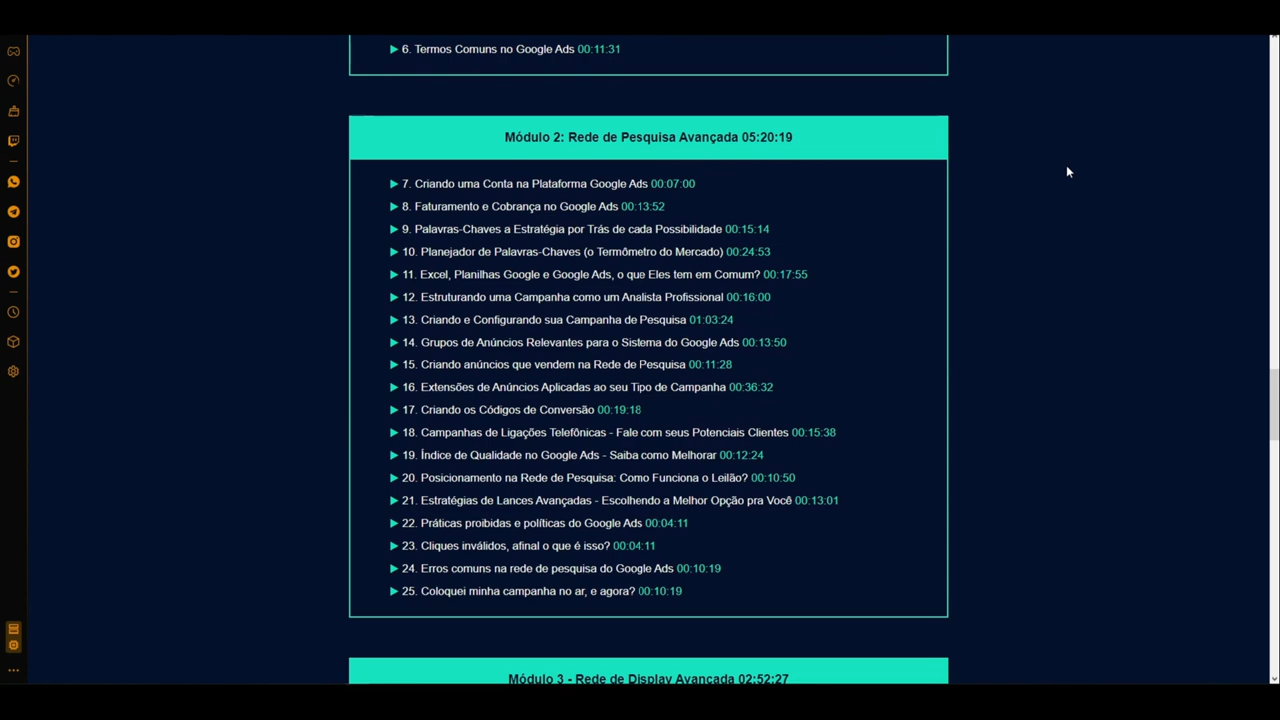 6. Termos Comuns no Google Ads 00:11:31
Módulo 2: Rede de Pesquisa Avançada 05:20:19
7. Criando uma Conta na Plataforma Google Ads 00:07:00
8. Faturamento e Cobrança no Google Ads 00:13:52
9. Palavras-Chaves a Estratégia por Trás de cada Possibilidade 00:15:14
10. Planejador de Palavras-Chaves (o Termômetro do Mercado) 00:24:53
11. Excel, Planilhas Google e Google Ads, o que Eles tem em Comum? 00:17:55
12. Estruturando uma Campanha como um Analista Profissional 00:16:00
13. Criando e Configurando sua Campanha de Pesquisa 01:03:24
14. Grupos de Anúncios Relevantes para o Sistema do Google Ads 00:13:50
15. Criando anúncios que vendem na Rede de Pesquisa 00:11:28
16. Extensões de Anúncios Aplicadas ao seu Tipo de Campanha 00:36:32
17. Criando os Códigos de Conversão 00:19:18
18. Campanhas de Ligações Telefônicas - Fale com seus Potenciais Clientes 00:15:38
19. Índice de Qualidade no Google Ads - Saiba como Melhorar 00:12:24
20. Posicionamento na Rede de Pesquisa: Como Funciona o Leilão? 00:10:50
21. Estratégias de Lances Avançadas - Escolhendo a Melhor Opção pra Você 00:13:01
22. Práticas proibidas e políticas do Google Ads 00:04:11
23. Cliques inválidos, afinal o que é isso? 00:04:11
24. Erros comuns na rede de pesquisa do Google Ads 00:10:19
25. Coloquei minha campanha no ar, e agora? 00:10:19
Módulo 3 - Rede de Display Avançada 02:52:27